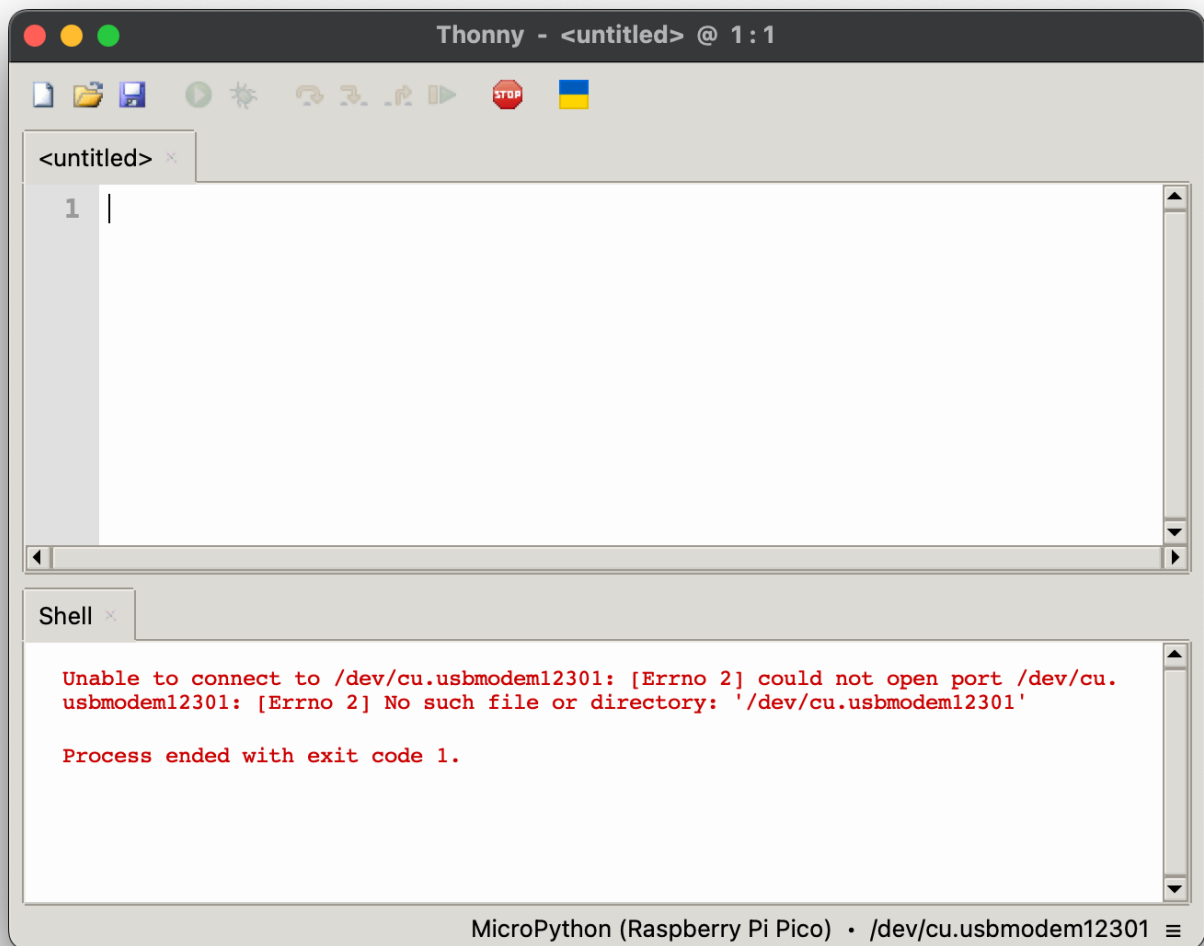 Thonny - <untitled> @ 1 : 1
STOP
<untitled>
1
Shell
Unable to connect to /dev/cu.usbmodem12301: [Errno 2] could not open port /dev/cu.
usbmodem12301: [Errno 2] No such file or directory: '/dev/cu.usbmodem12301'
Process ended with exit code 1.
MicroPython (Raspberry Pi Pico) • /dev/cu.usbmodem12301 ≡